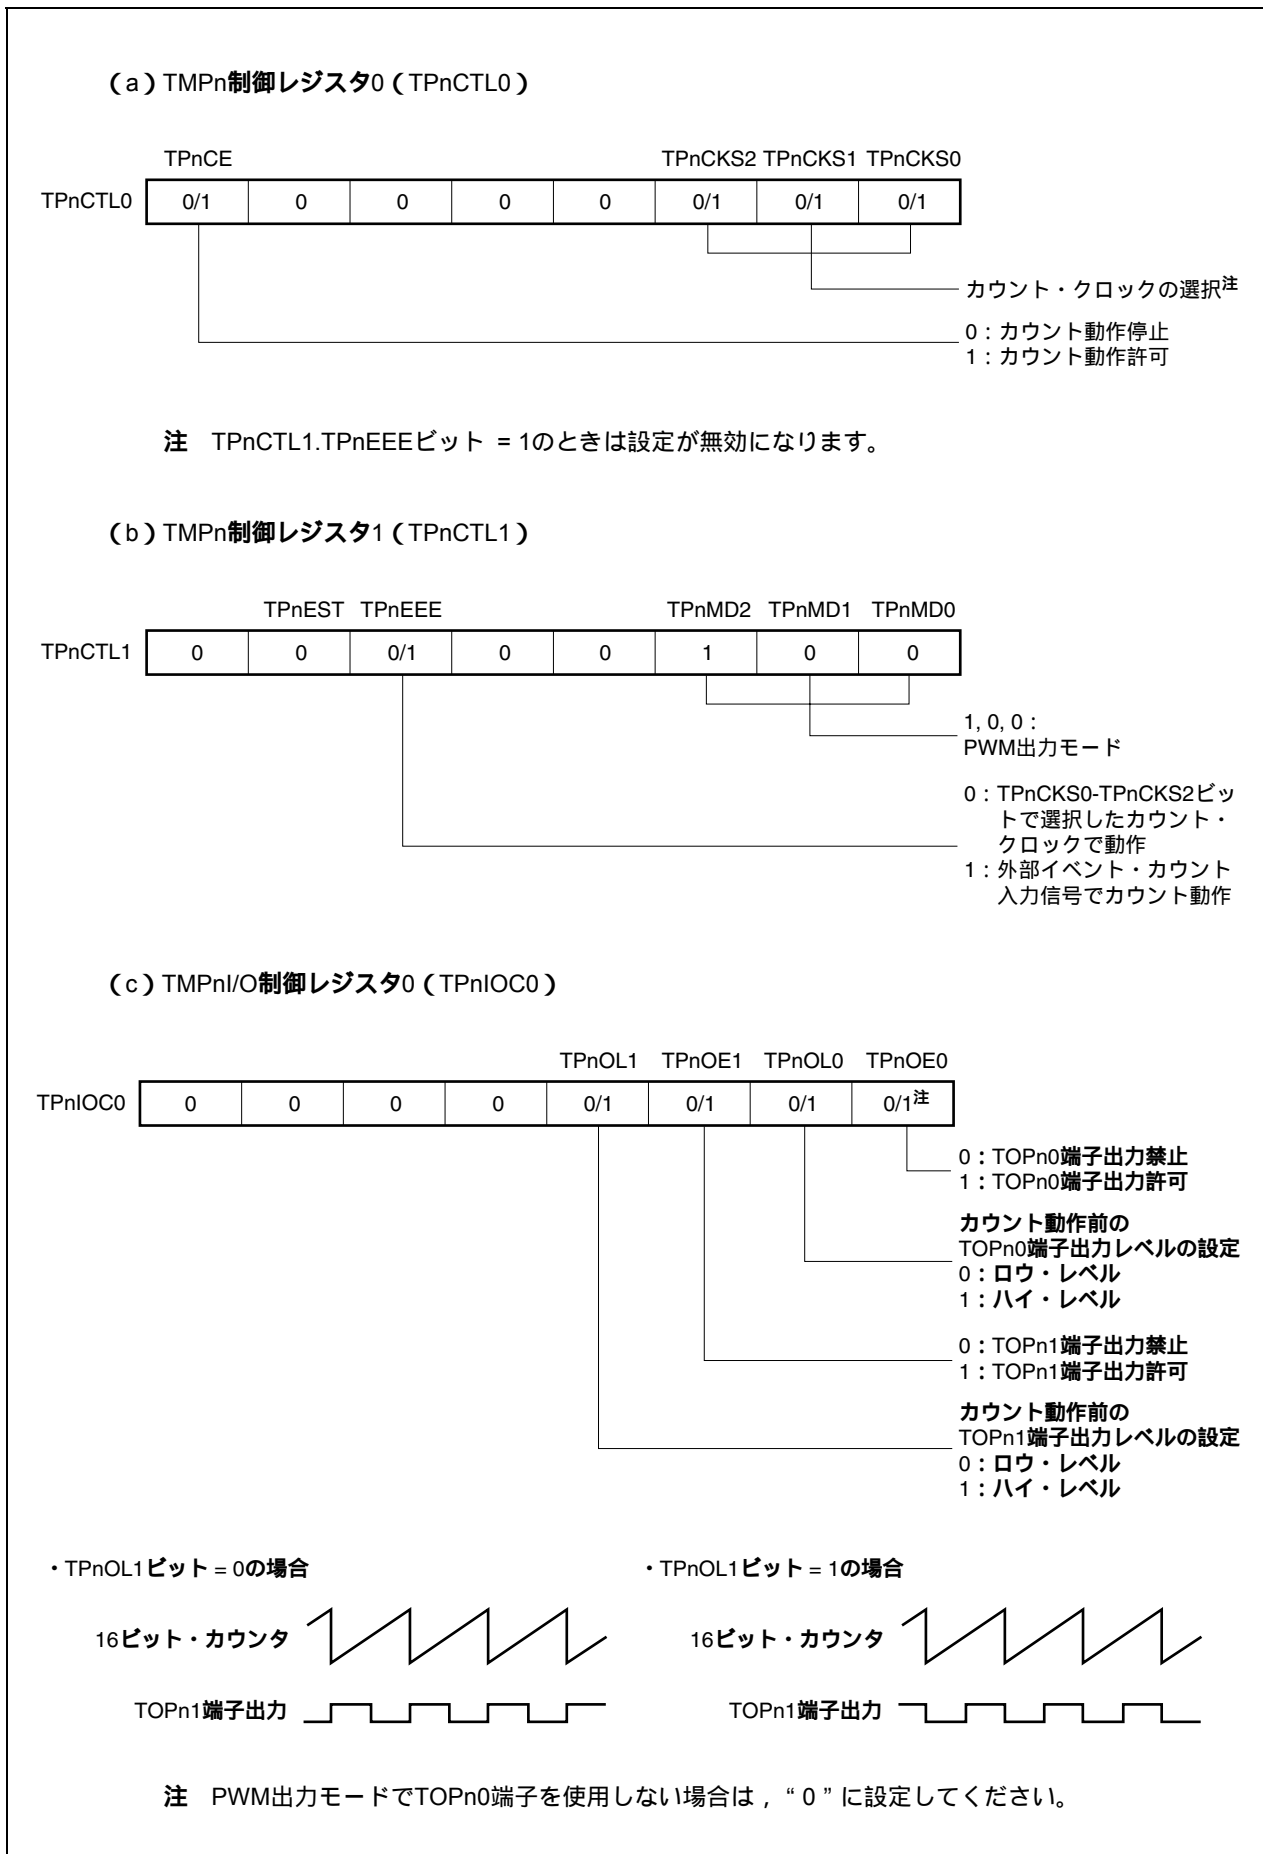 （a）TMPn制御レジスタ0（TPnCTL0）
TPnCE TPnCKS2 TPnCKS1 TPnCKS0
TPnCTL0 0/1 0 0 0 0 0/1 0/1 0/1
カウント・クロックの選択注
0：カウント動作停止
1：カウント動作許可
注 TPnCTL1.TPnEEEビット = 1のときは設定が無効になります。
（b）TMPn制御レジスタ1（TPnCTL1）
TPnEST TPnEEE TPnMD2 TPnMD1 TPnMD0
TPnCTL1 0 0 0/1 0 0 1 0 0
1, 0, 0：
PWM出力モード
0：TPnCKS0-TPnCKS2ビッ
トで選択したカウント・
クロックで動作
1：外部イベント・カウント
入力信号でカウント動作
（c）TMPnI/O制御レジスタ0（TPnIOC0）
TPnOL1 TPnOE1 TPnOL0 TPnOE0
TPnIOC0 0 0 0 0 0/1 0/1 0/1 0/1注
0：TOPn0端子出力禁止
1：TOPn0端子出力許可
カウント動作前の
TOPn0端子出力レベルの設定
0：ロウ・レベル
1：ハイ・レベル
0：TOPn1端子出力禁止
1：TOPn1端子出力許可
カウント動作前の
TOPn1端子出力レベルの設定
0：ロウ・レベル
1：ハイ・レベル
・TPnOL1ビット = 0の場合
16ビット・カウンタ
TOPn1端子出力
・TPnOL1ビット = 1の場合
16ビット・カウンタ
TOPn1端子出力
注 PWM出力モードでTOPn0端子を使用しない場合は，“0”に設定してください。